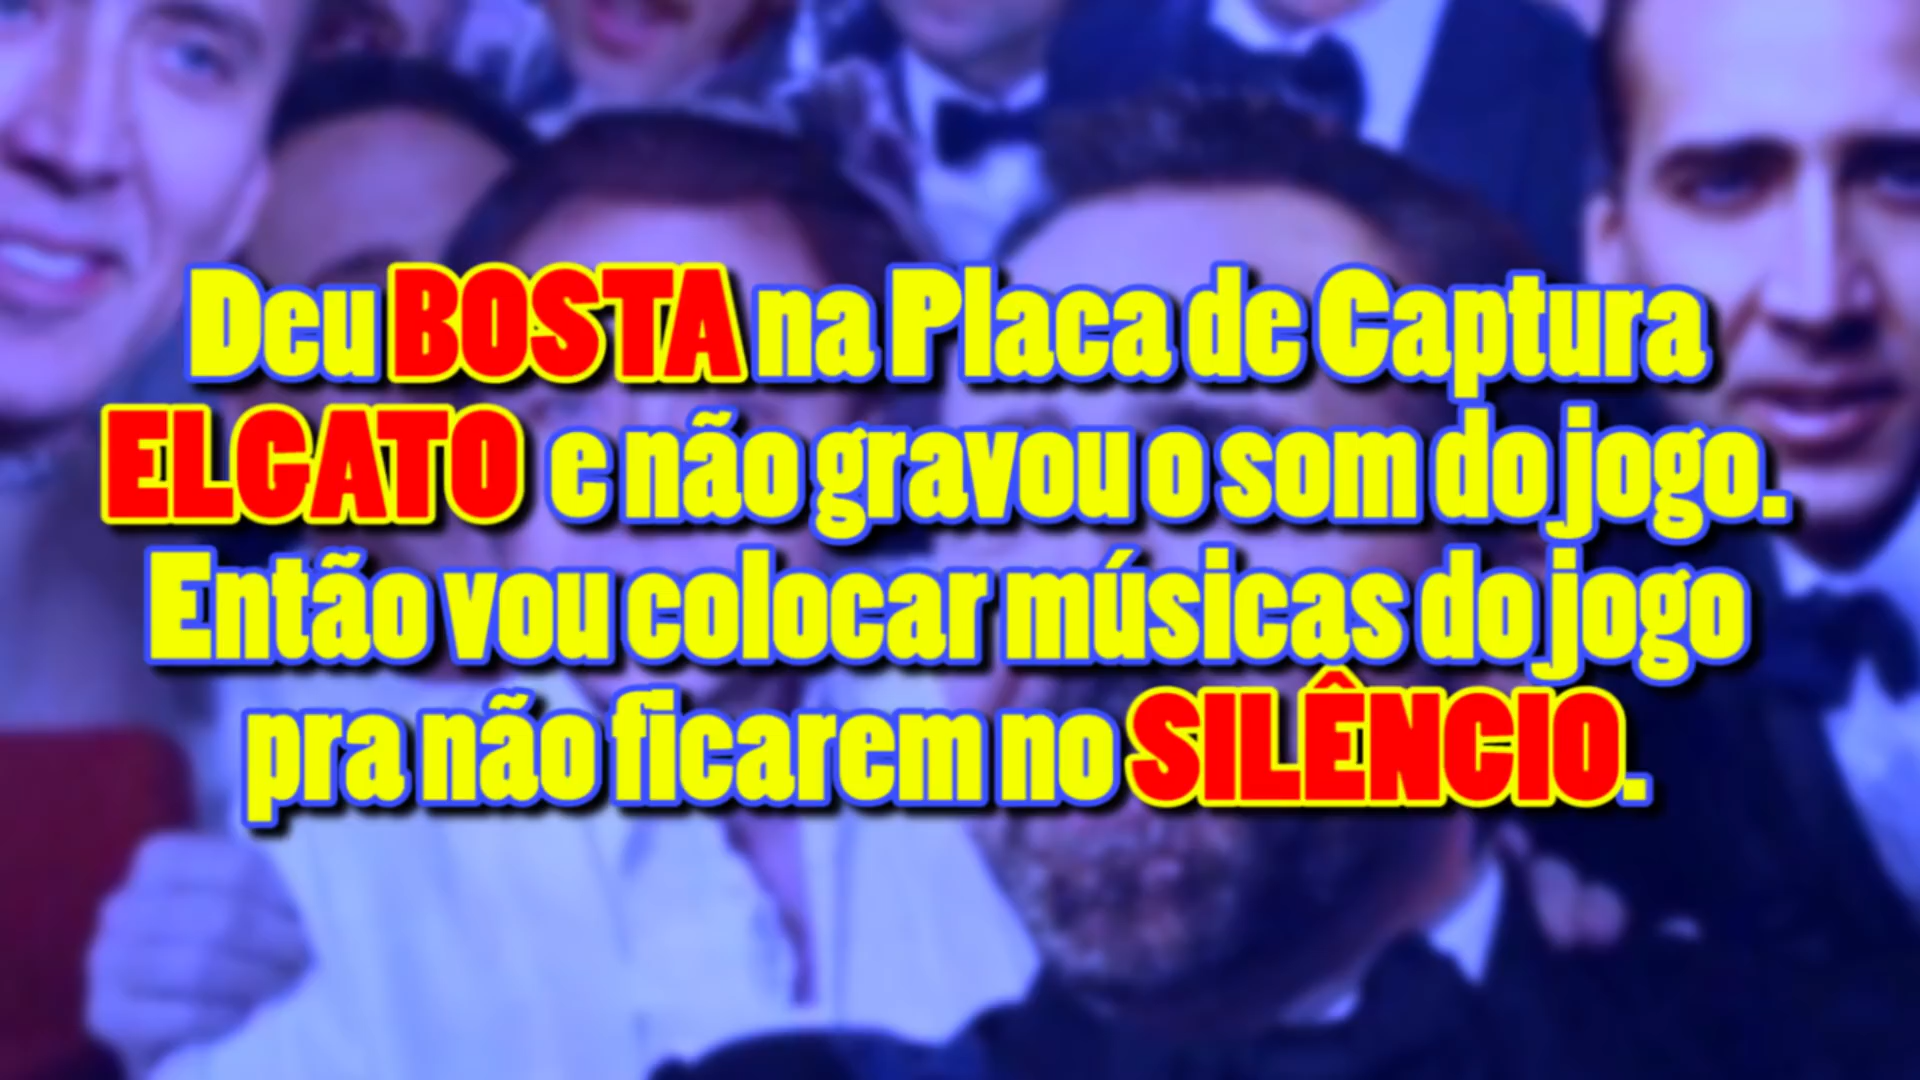 Deu BOSTA na Placa de Captura
ELGATO e não gravou o som do jogo.
Então vou colocar músicas do jogo
pra não ficarem no SILÊNCIO.